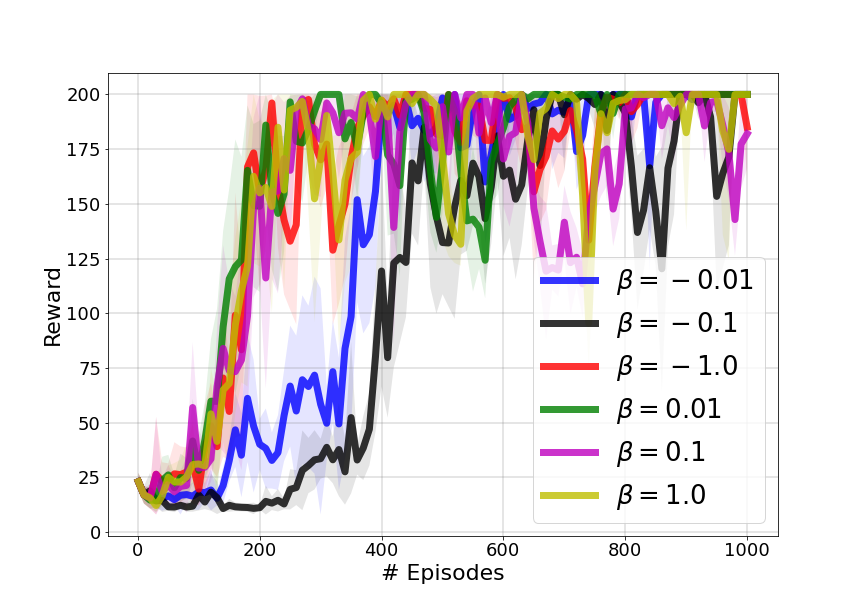 200
175
150
125
100
75
50
25
0
Reward
0 200 400 600 800 1000
# Episodes
β = − 0.01
β = − 0.1
β = − 1.0
β = 0.01
β = 0.1
β = 1.0